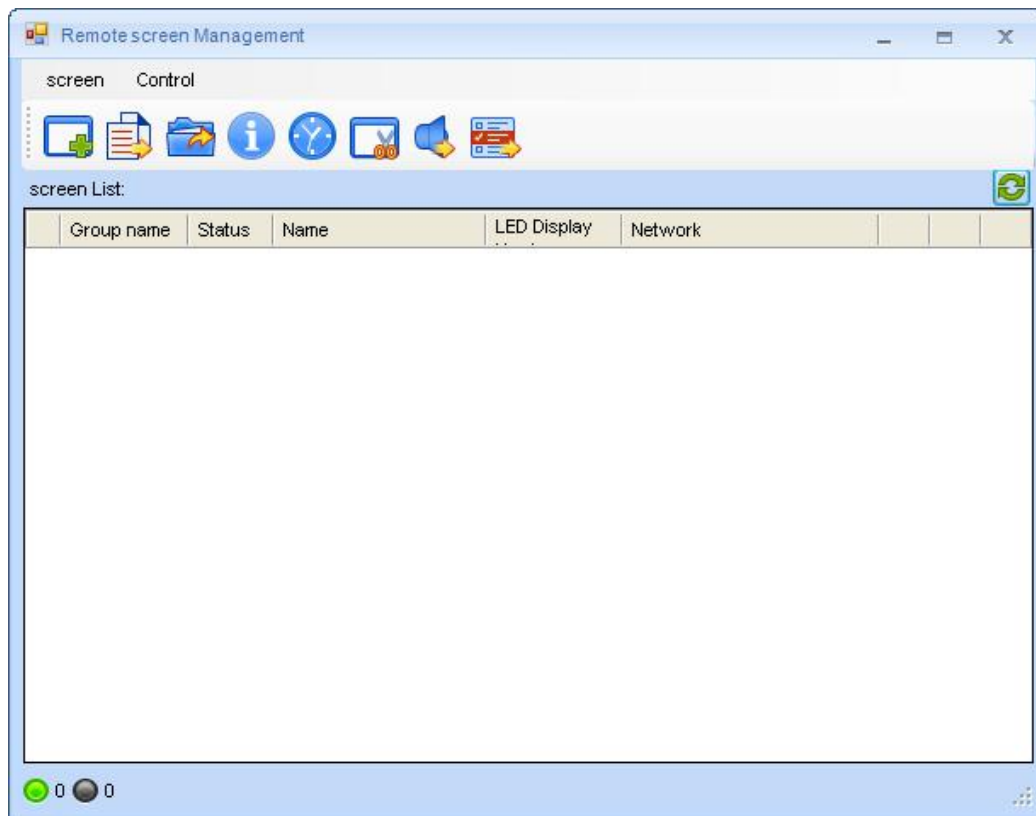 Remote screen Management
screen Control
screen List:
Group name Status Name LED Display Network
0 0